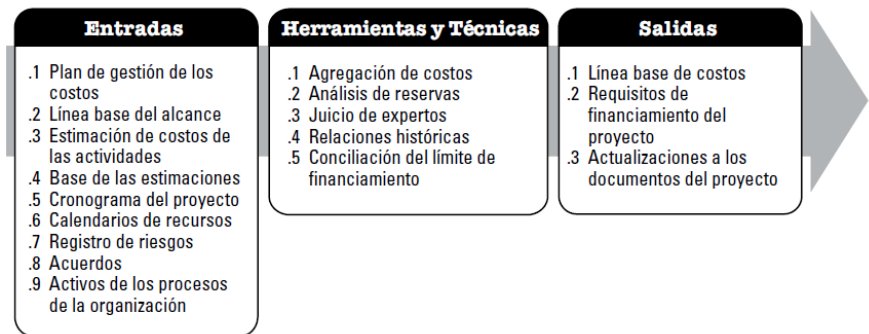 Entradas
.1 Plan de gestión de los
costos
.2 Línea base del alcance
.3 Estimación de costos de
las actividades
.4 Base de las estimaciones
.5 Cronograma del proyecto
.6 Calendarios de recursos
.7 Registro de riesgos
.8 Acuerdos
.9 Activos de los procesos
de la organización
Herramientas y Técnicas
.1 Agregación de costos
.2 Análisis de reservas
.3 Juicio de expertos
.4 Relaciones históricas
.5 Conciliación del límite de
financiamiento
Salidas
.1 Línea base de costos
.2 Requisitos de
financiamiento del
proyecto
.3 Actualizaciones a los
documentos del proyecto